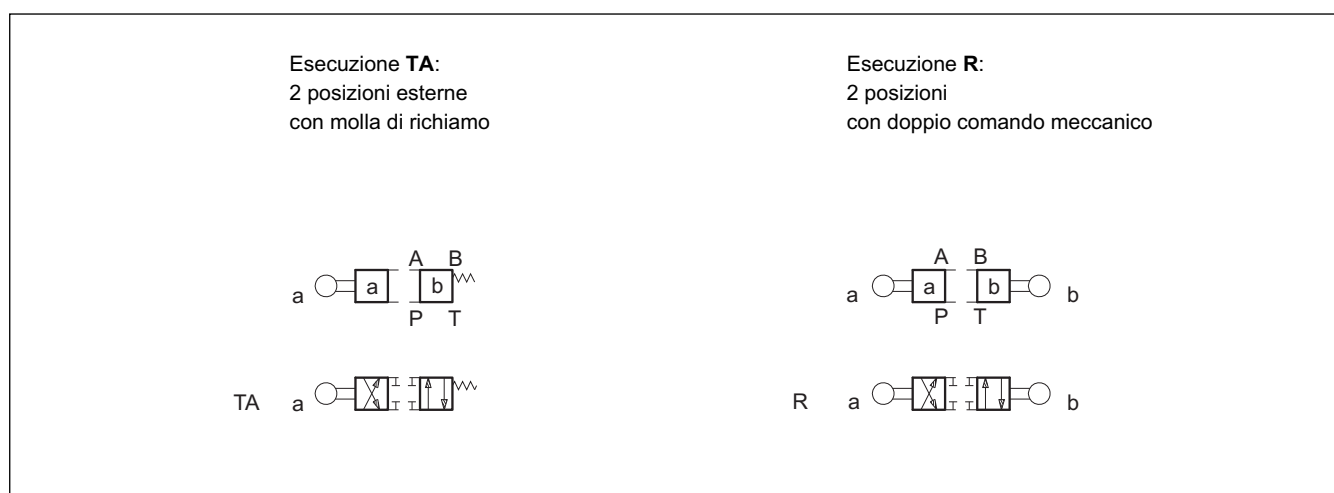 Esecuzione TA:
2 posizioni esterne
con molla di richiamo
Esecuzione R:
2 posizioni
con doppio comando meccanico
A B
a a b
P T
A B
a a b b
P T
TA a
R a b